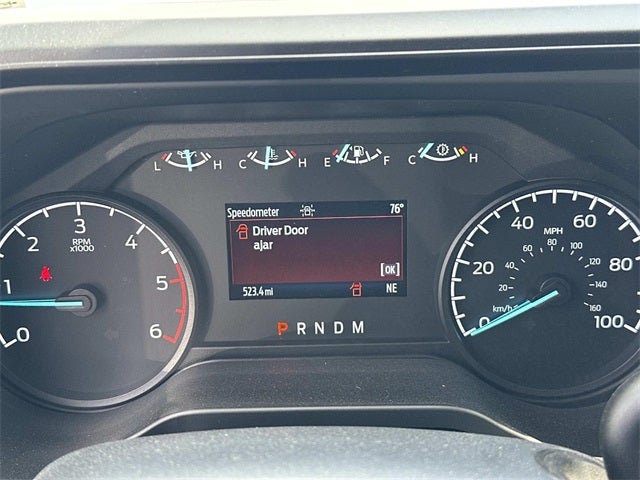 L H C H E F C H
Speedometer 76°
Driver Door
ajar
[OK]
523.4 mi NE
P R N D M
0 1 2 3 4 5 6
RPM
x1000
0 20 40 60 80 100
MPH
20 40 60 80 100 120 140 160
km/h